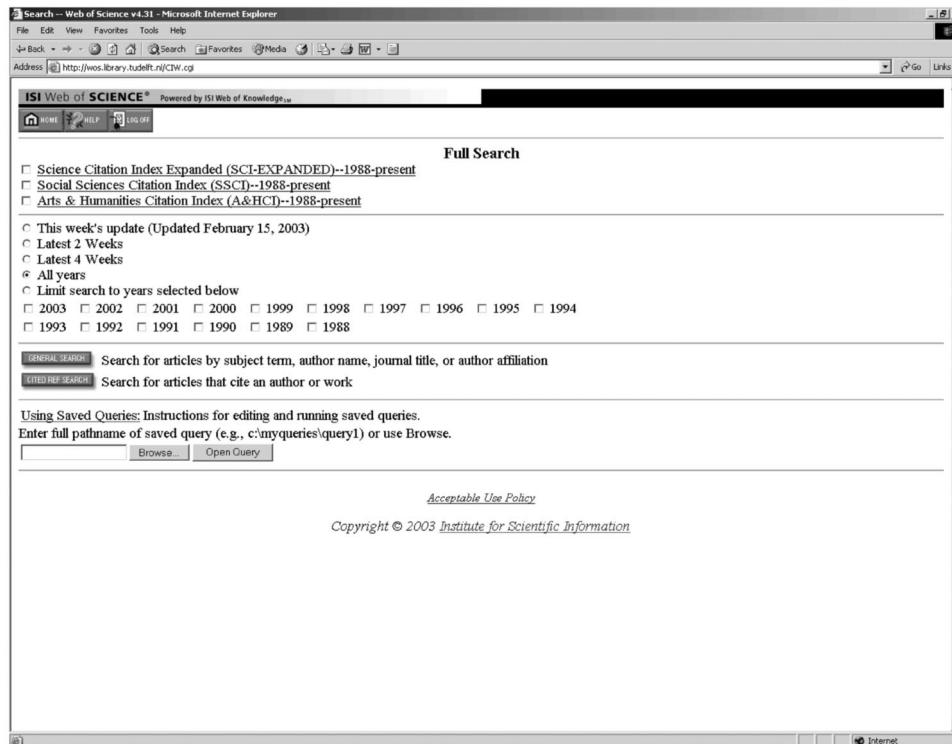 Search -- Web of Science v4.31 - Microsoft Internet Explorer
File Edit View Favorites Tools Help
Back Search Favorites Media
Address http://wos.library.tudelft.nl/CIW.cgi Go Links
ISI Web of SCIENCE® Powered by ISI Web of Knowledge SM
HOME HELP LOG OFF
Full Search
Science Citation Index Expanded (SCI-EXPANDED)--1988-present
Social Sciences Citation Index (SSCI)--1988-present
Arts & Humanities Citation Index (A&HCI)--1988-present
This week's update (Updated February 15, 2003)
Latest 2 Weeks
Latest 4 Weeks
All years
Limit search to years selected below
2003 2002 2001 2000 1999 1998 1997 1996 1995 1994
1993 1992 1991 1990 1989 1988
GENERAL SEARCH Search for articles by subject term, author name, journal title, or author affiliation
CITED REF SEARCH Search for articles that cite an author or work
Using Saved Queries: Instructions for editing and running saved queries.
Enter full pathname of saved query (e.g., c:\myqueries\query1) or use Browse.
Browse... Open Query
Acceptable Use Policy
Copyright © 2003 Institute for Scientific Information
Internet